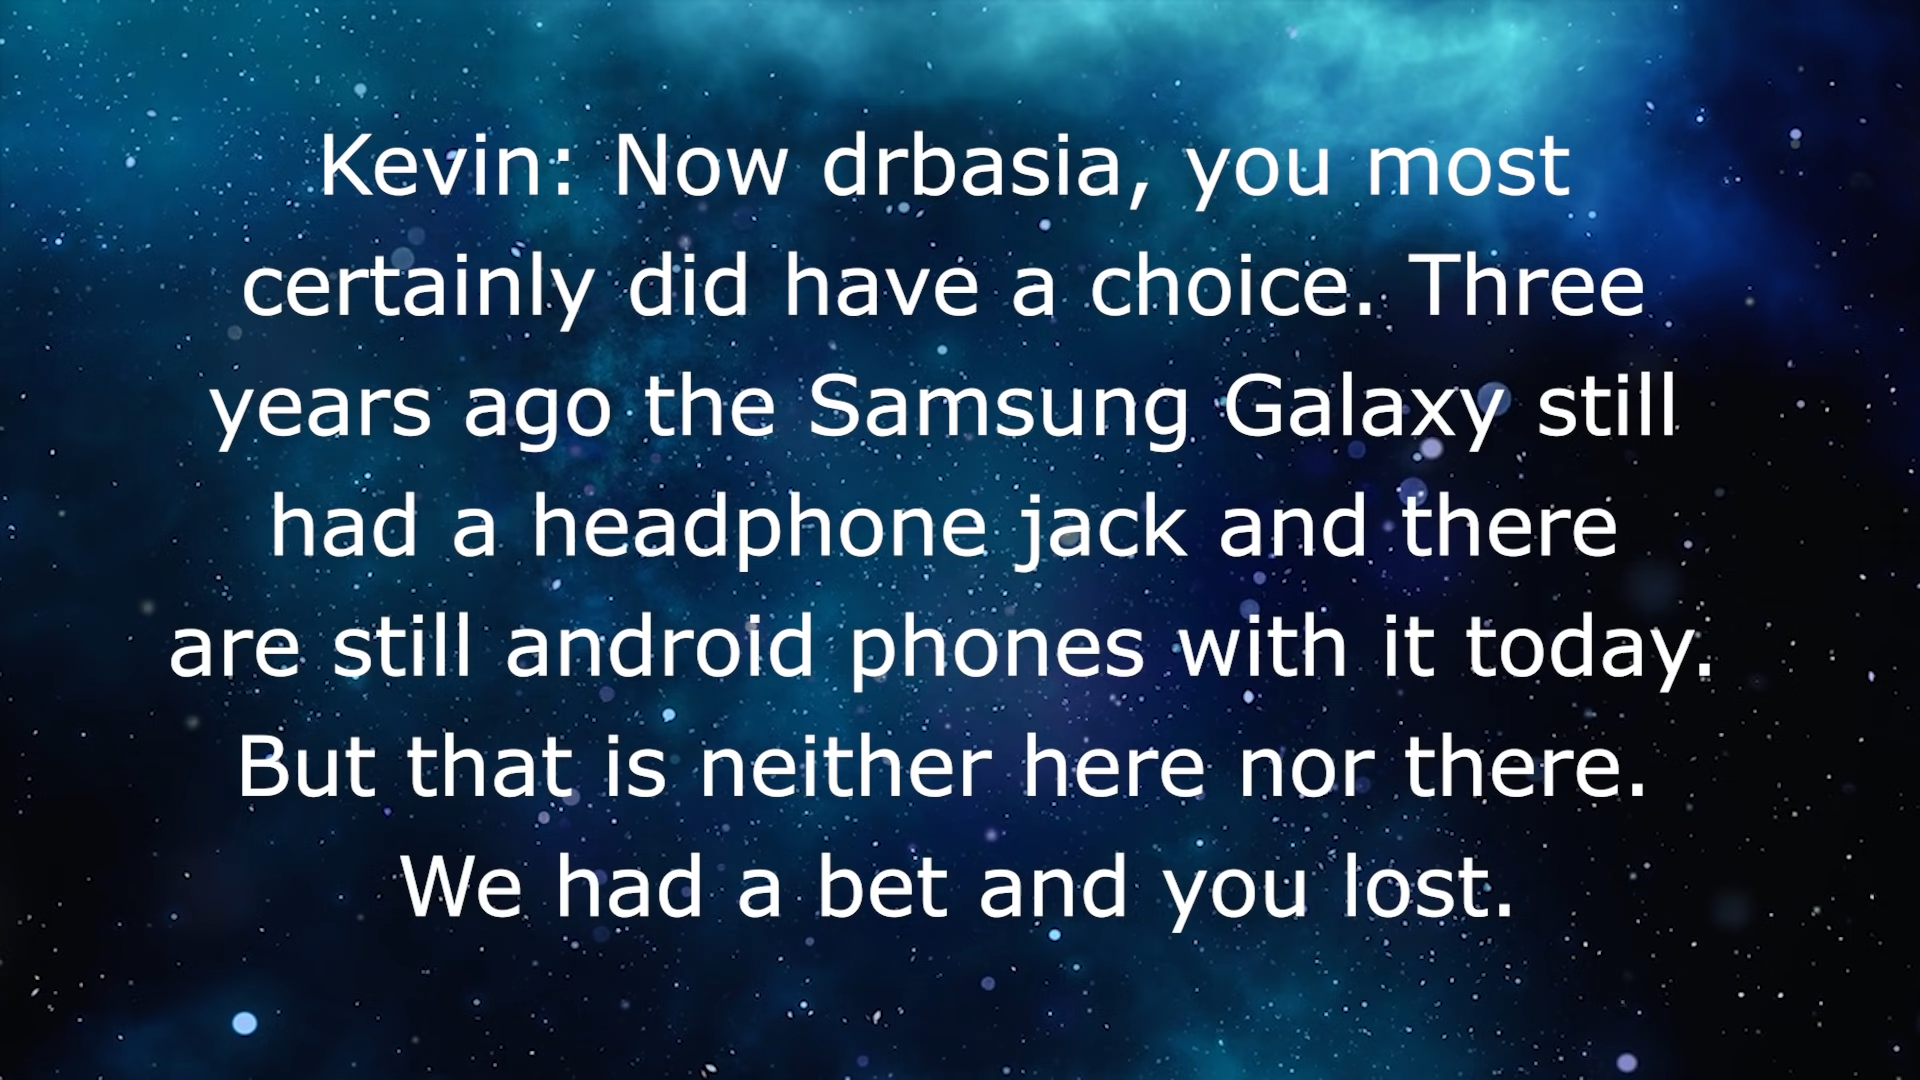 Kevin: Now drbasia, you most
certainly did have a choice. Three
years ago the Samsung Galaxy still
had a headphone jack and there
are still android phones with it today.
But that is neither here nor there.
We had a bet and you lost.